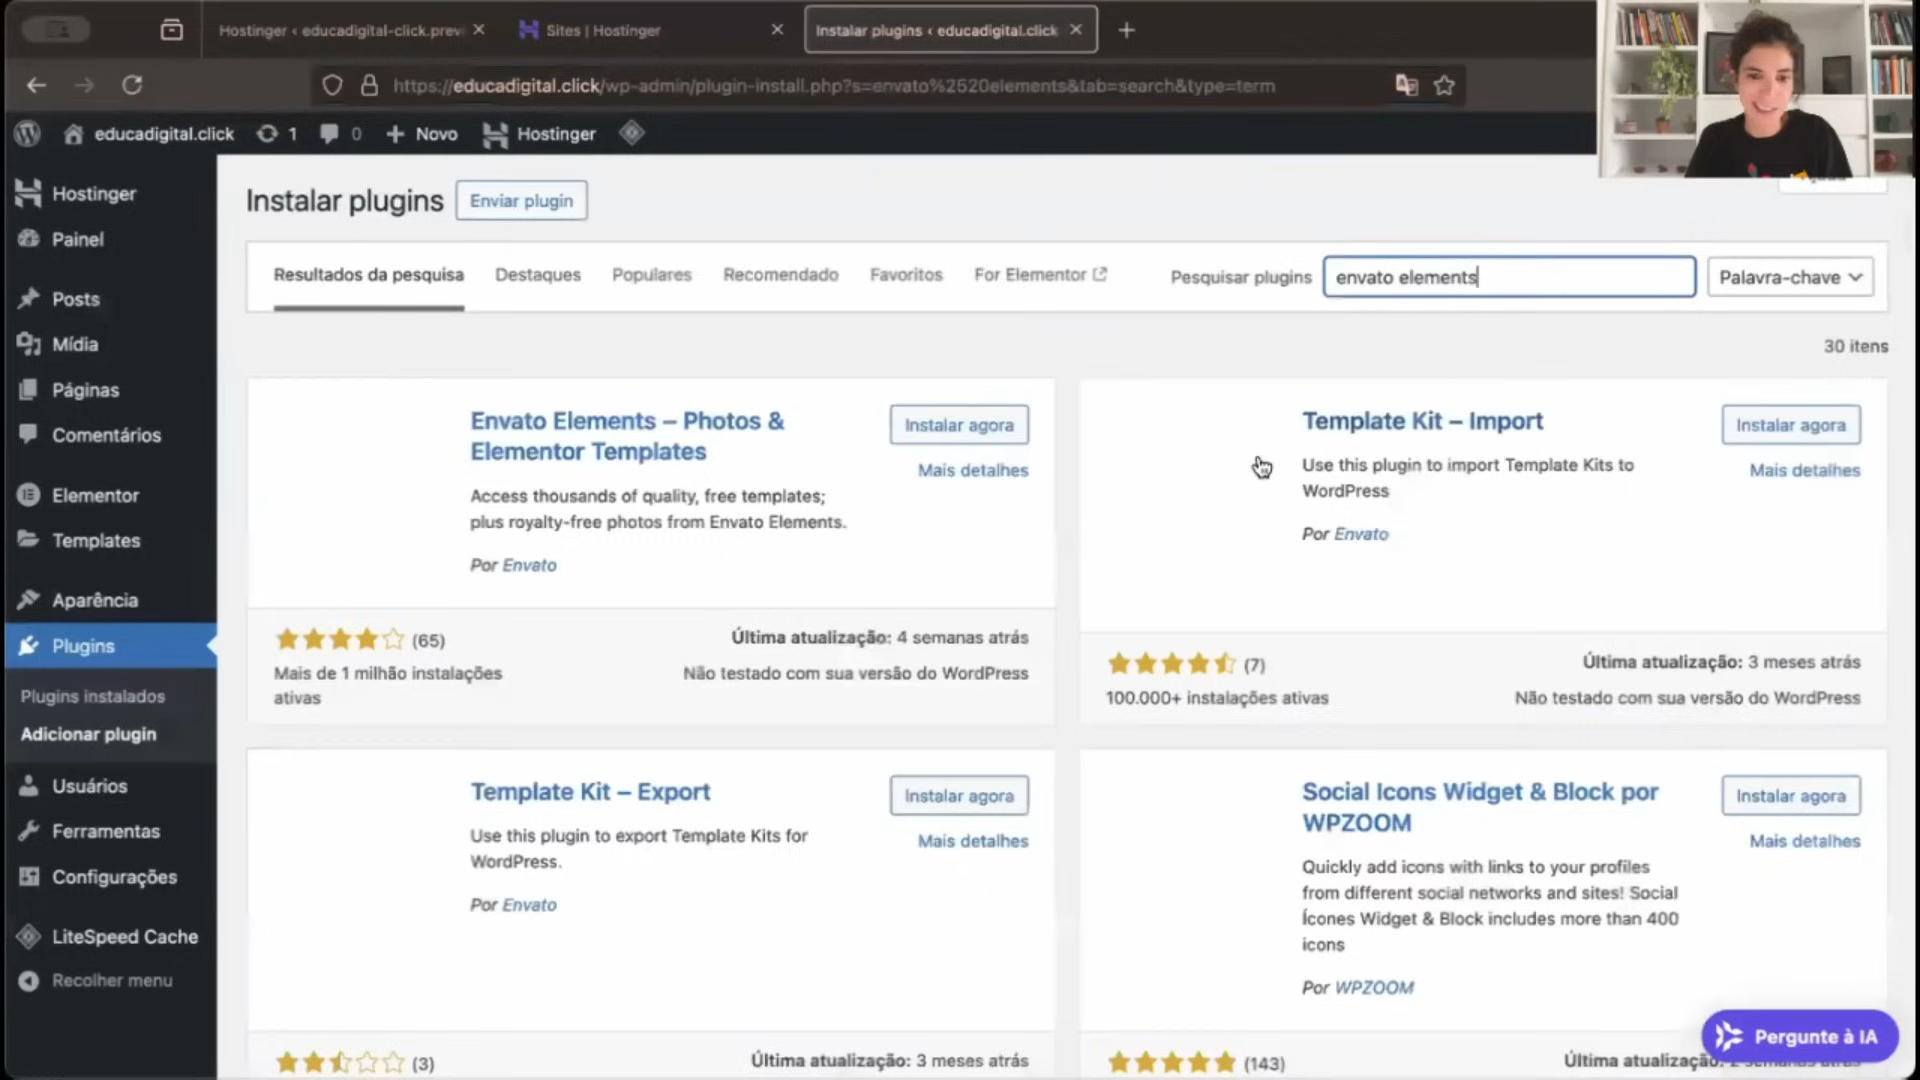 Hostinger ‹ educadigital-click.prev
Sites | Hostinger
Instalar plugins ‹ educadigital.click
https://educadigital.click/wp-admin/plugin-install.php?s=envato%2520elements&tab=search&type=term
educadigital.click
1
0
Novo
Hostinger
Hostinger
Painel
Posts
Mídia
Páginas
Comentários
Elementor
Templates
Aparência
Plugins
Plugins instalados
Adicionar plugin
Usuários
Ferramentas
Configurações
LiteSpeed Cache
Recolher menu
Instalar plugins
Enviar plugin
Resultados da pesquisa
Destaques
Populares
Recomendado
Favoritos
For Elementor
Pesquisar plugins
envato elements
Palavra-chave
30 itens
Envato Elements – Photos &
Elementor Templates
Instalar agora
Mais detalhes
Access thousands of quality, free templates;
plus royalty-free photos from Envato Elements.
Por Envato
(65)
Mais de 1 milhão instalações
ativas
Última atualização: 4 semanas atrás
Não testado com sua versão do WordPress
Template Kit – Import
Instalar agora
Mais detalhes
Use this plugin to import Template Kits to
WordPress
Por Envato
(7)
100.000+ instalações ativas
Última atualização: 3 meses atrás
Não testado com sua versão do WordPress
Template Kit – Export
Instalar agora
Mais detalhes
Use this plugin to export Template Kits for
WordPress.
Por Envato
(3)
Última atualização: 3 meses atrás
Social Icons Widget & Block por
WPZOOM
Instalar agora
Mais detalhes
Quickly add icons with links to your profiles
from different social networks and sites! Social
Ícones Widget & Block includes more than 400
icons
Por WPZOOM
(143)
Última atualização:
Pergunte à IA